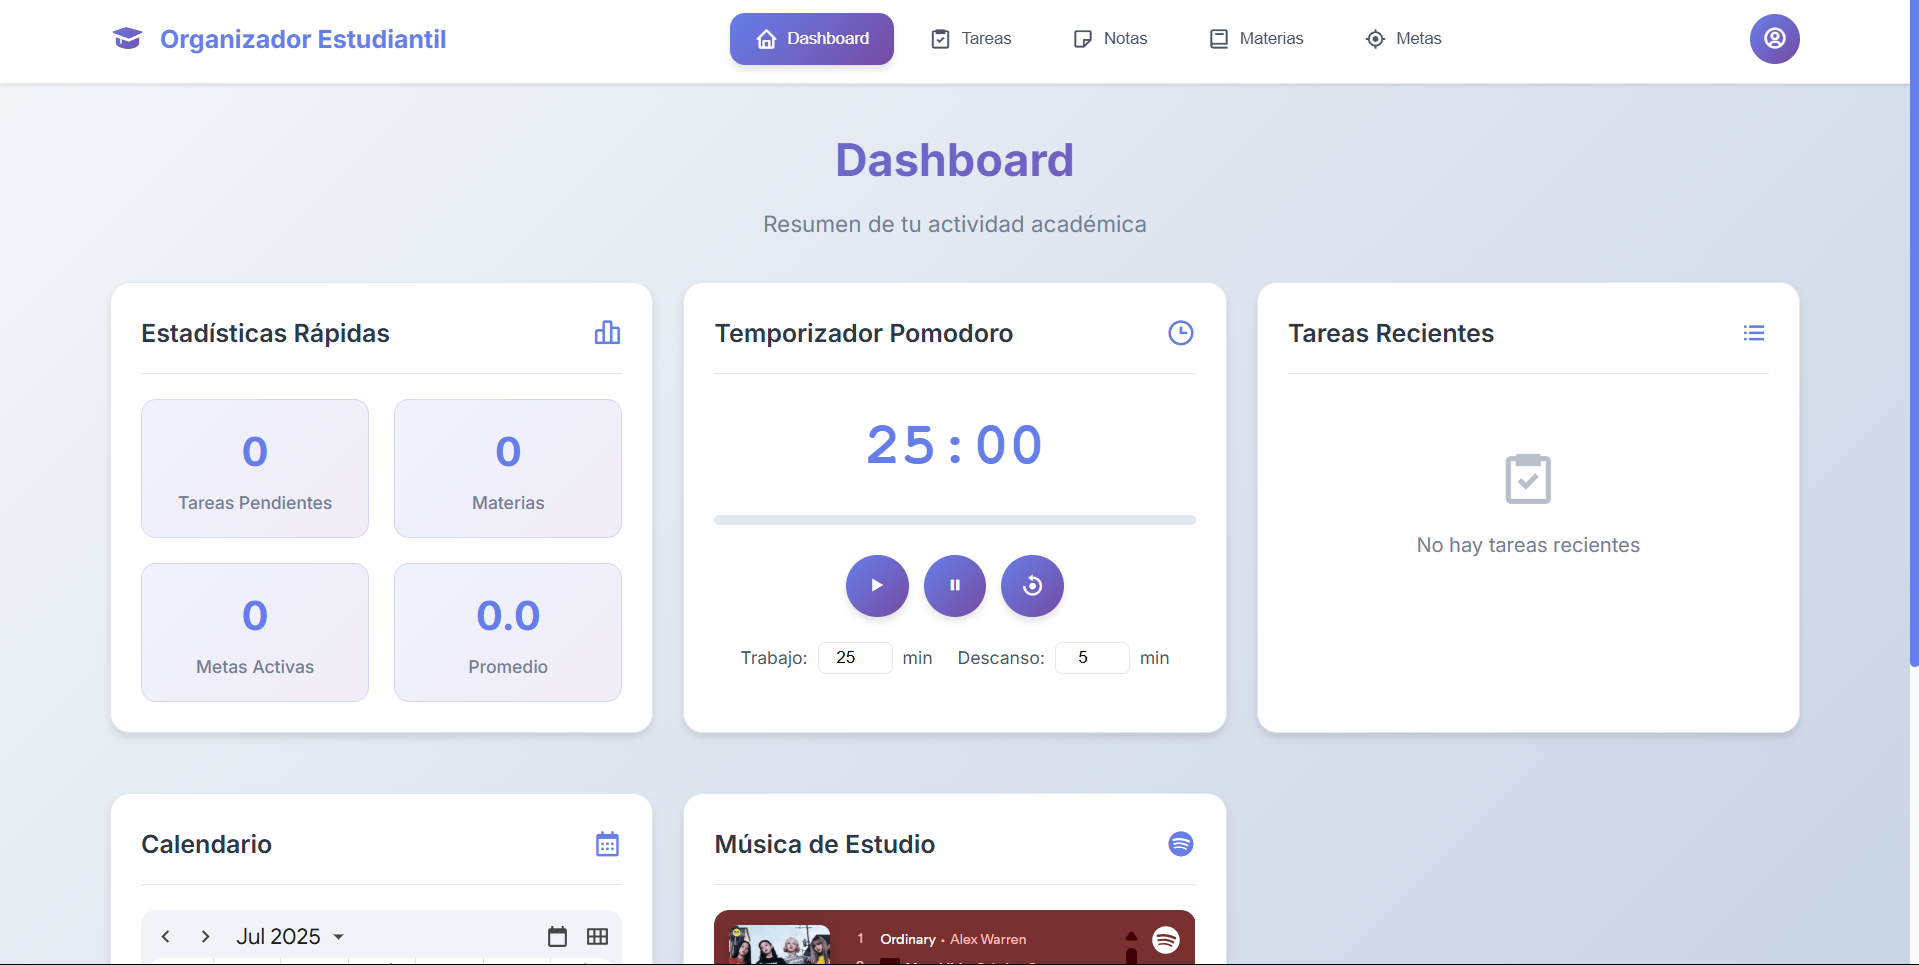 Organizador Estudiantil
Dashboard
Tareas
Notas
Materias
Metas
Dashboard
Resumen de tu actividad académica
Estadísticas Rápidas
0
Tareas Pendientes
0
Materias
0
Metas Activas
0.0
Promedio
Temporizador Pomodoro
25:00
Trabajo: 25 min Descanso: 5 min
Tareas Recientes
No hay tareas recientes
Calendario
Jul 2025
Música de Estudio
1 Ordinary • Alex Warren